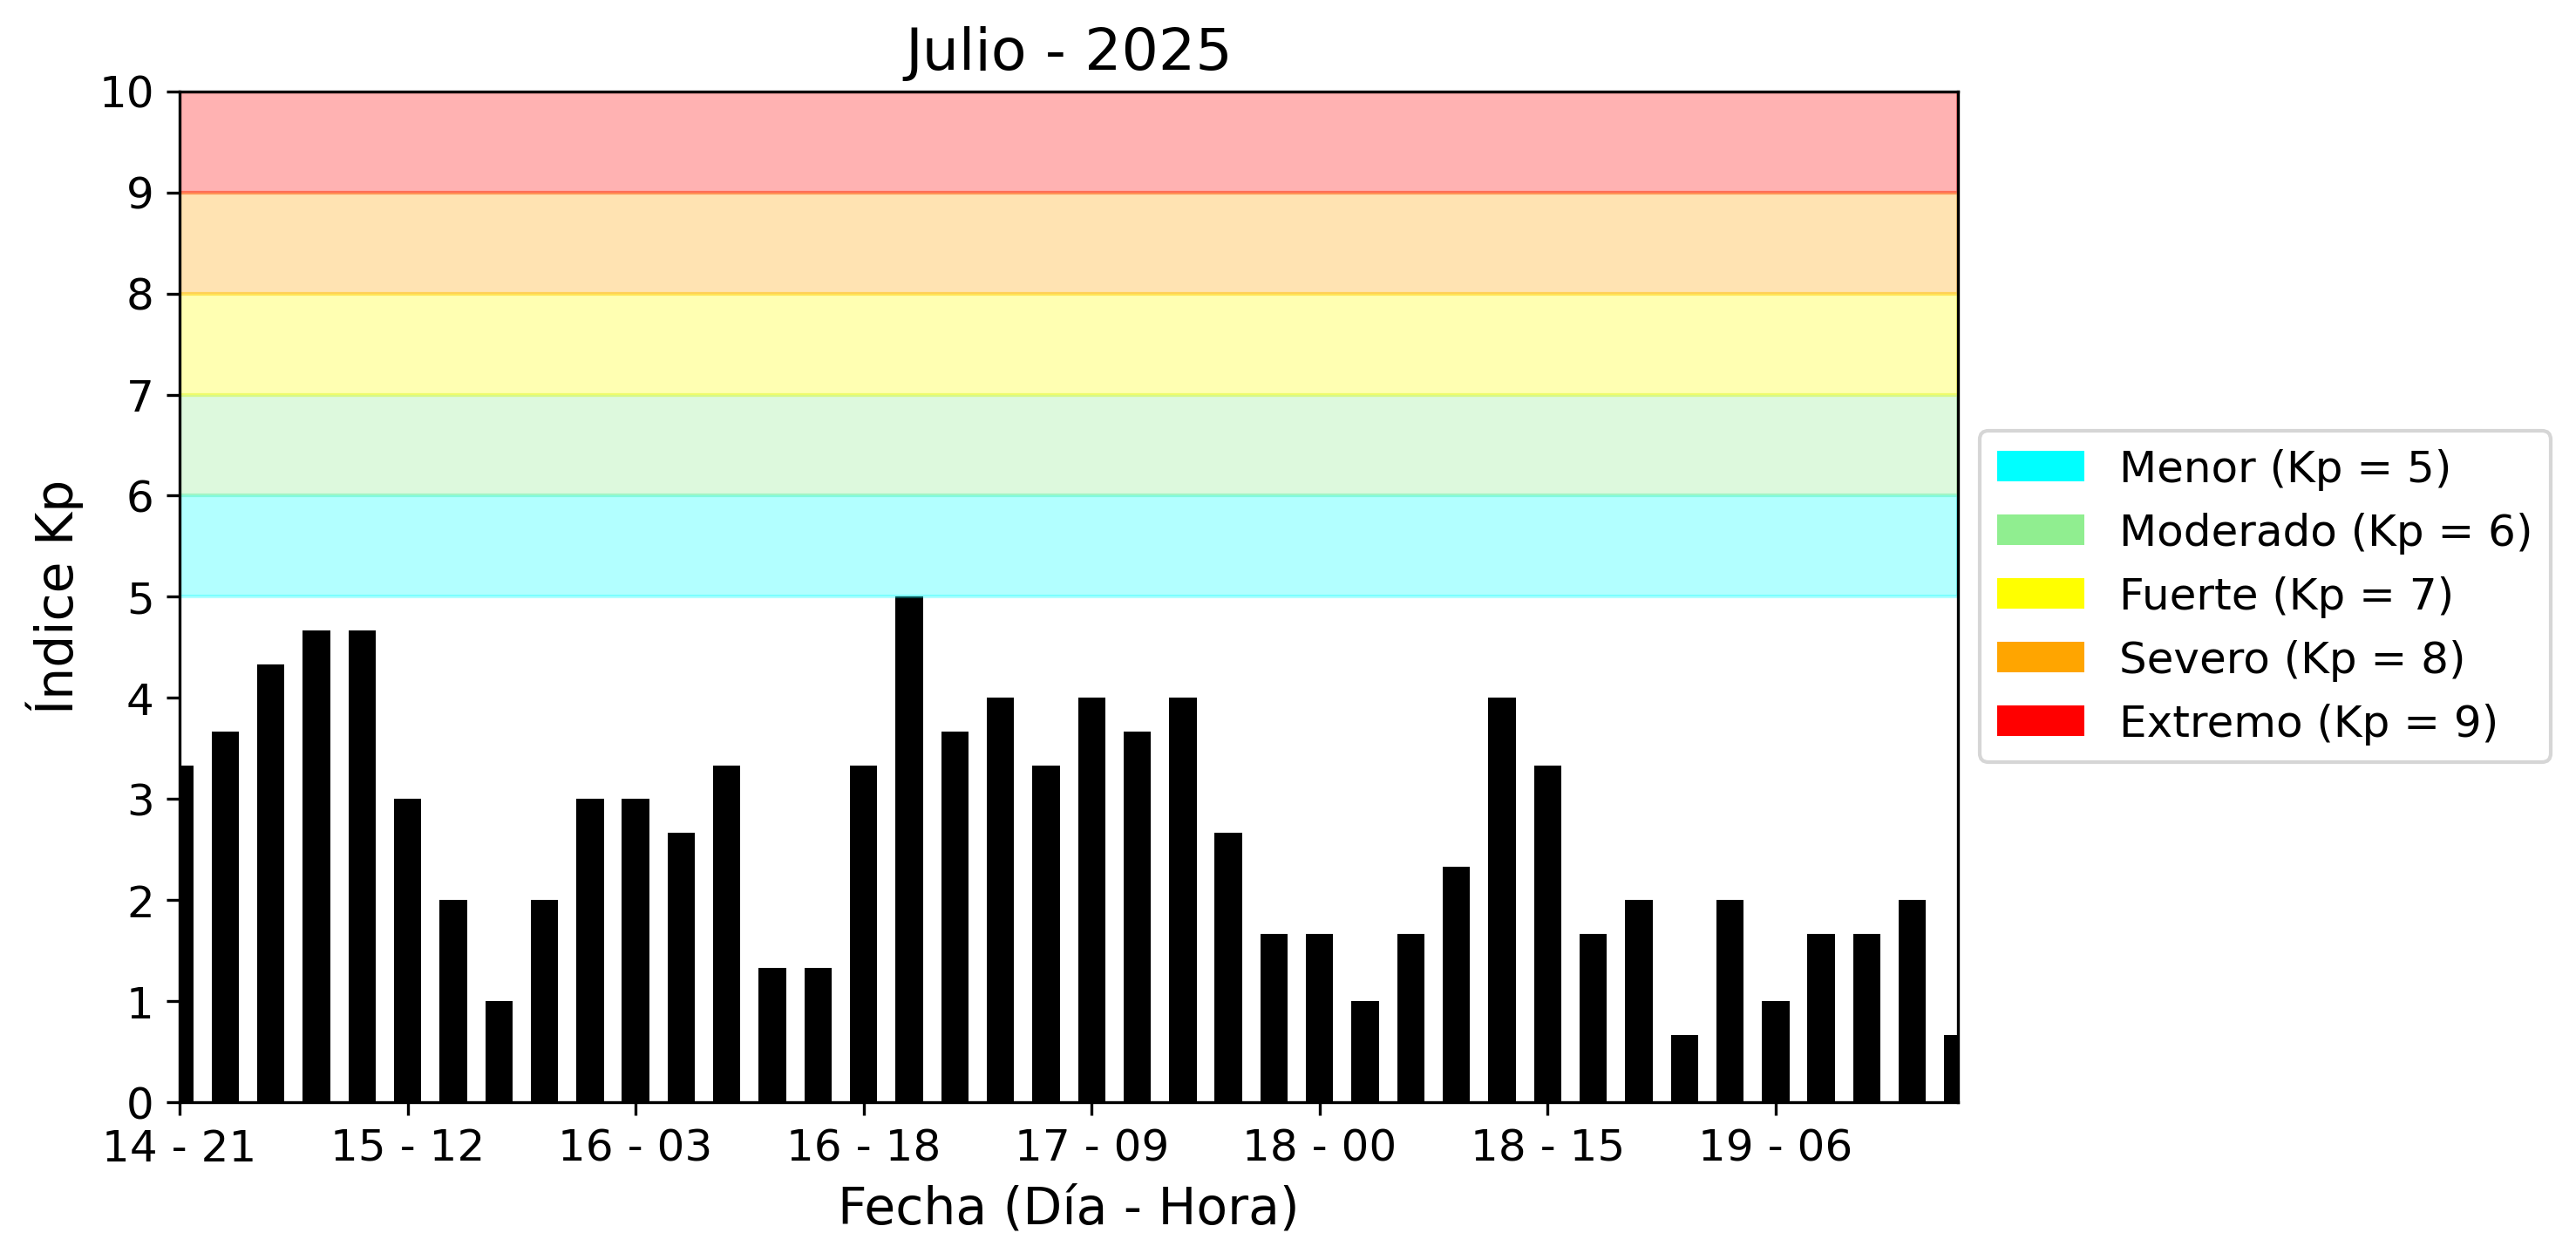 Julio - 2025
10
9
8
7
6
5
4
3
2
1
0
Índice Kp
14 - 21
15 - 12
16 - 03
16 - 18
17 - 09
18 - 00
18 - 15
19 - 06
Fecha (Día - Hora)
Menor (Kp = 5)
Moderado (Kp = 6)
Fuerte (Kp = 7)
Severo (Kp = 8)
Extremo (Kp = 9)